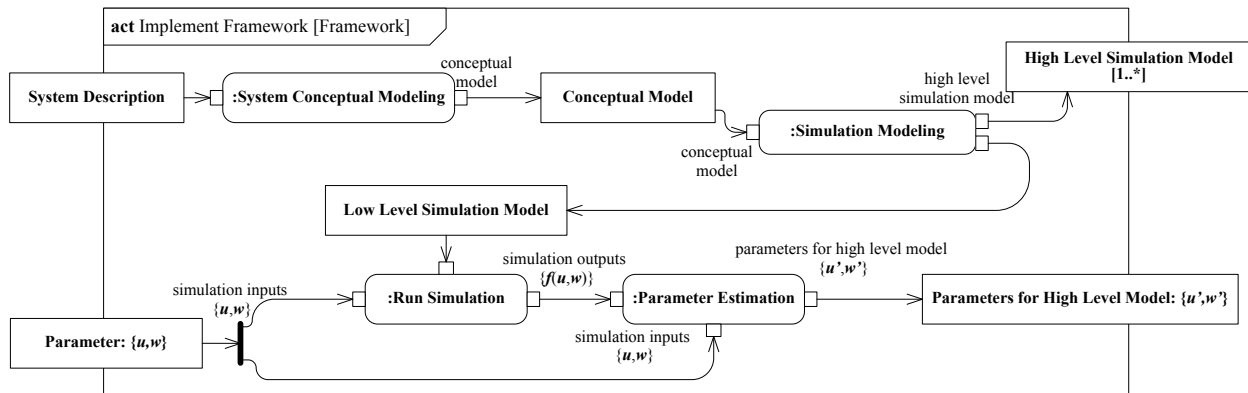 act Implement Framework [Framework]
System Description
:System Conceptual Modeling
conceptual
model
Conceptual Model
conceptual
model
:Simulation Modeling
high level
simulation model
High Level Simulation Model
[1..*]
Low Level Simulation Model
Parameter: {u,w}
simulation inputs
{u,w}
:Run Simulation
simulation outputs
{f(u,w)}
simulation inputs
{u,w}
:Parameter Estimation
parameters for high level model
{u’,w’}
Parameters for High Level Model: {u’,w’}